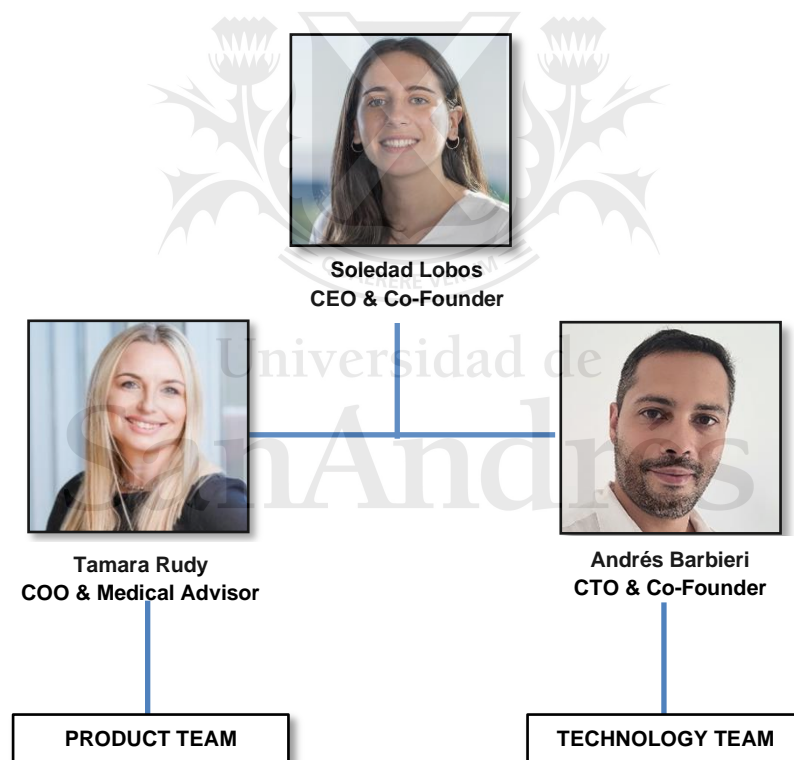 Soledad Lobos
CEO & Co-Founder
Universidad de
SanAndrés
Tamara Rudy
COO & Medical Advisor
Andrés Barbieri
CTO & Co-Founder
PRODUCT TEAM
TECHNOLOGY TEAM